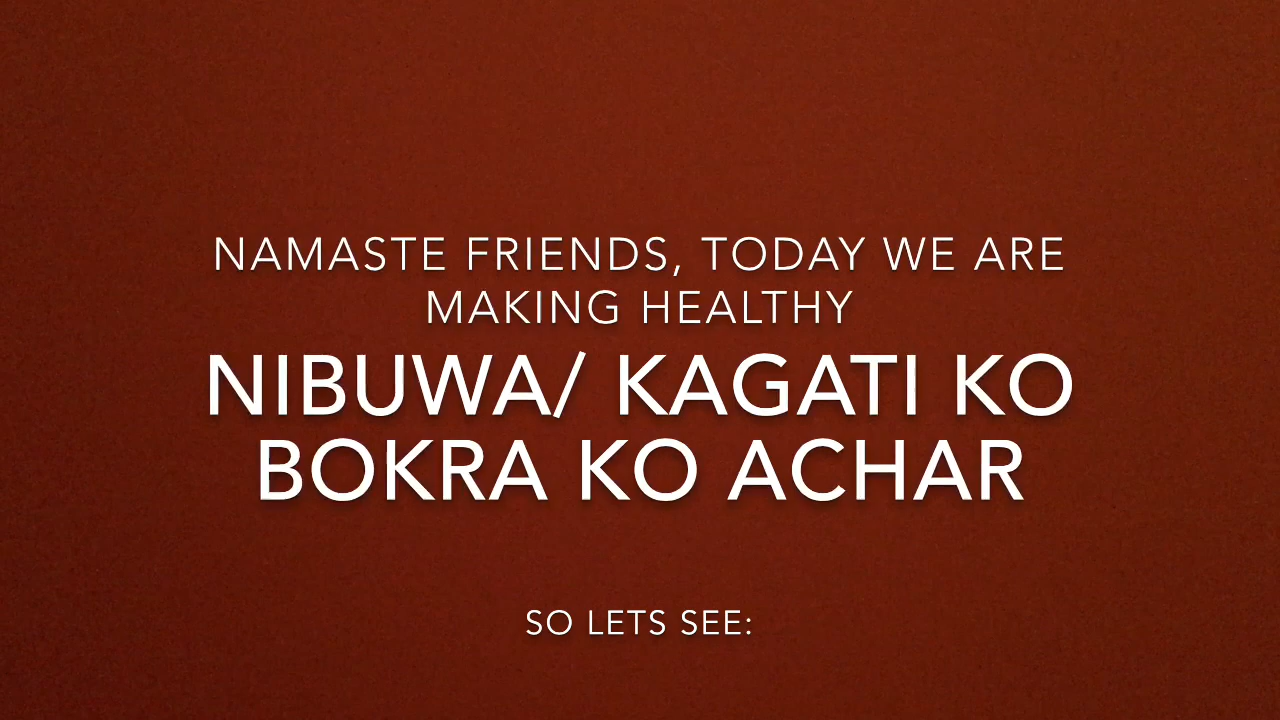 NAMASTE FRIENDS, TODAY WE ARE
MAKING HEALTHY
NIBUWA/ KAGATI KO
BOKRA KO ACHAR
SO LETS SEE: